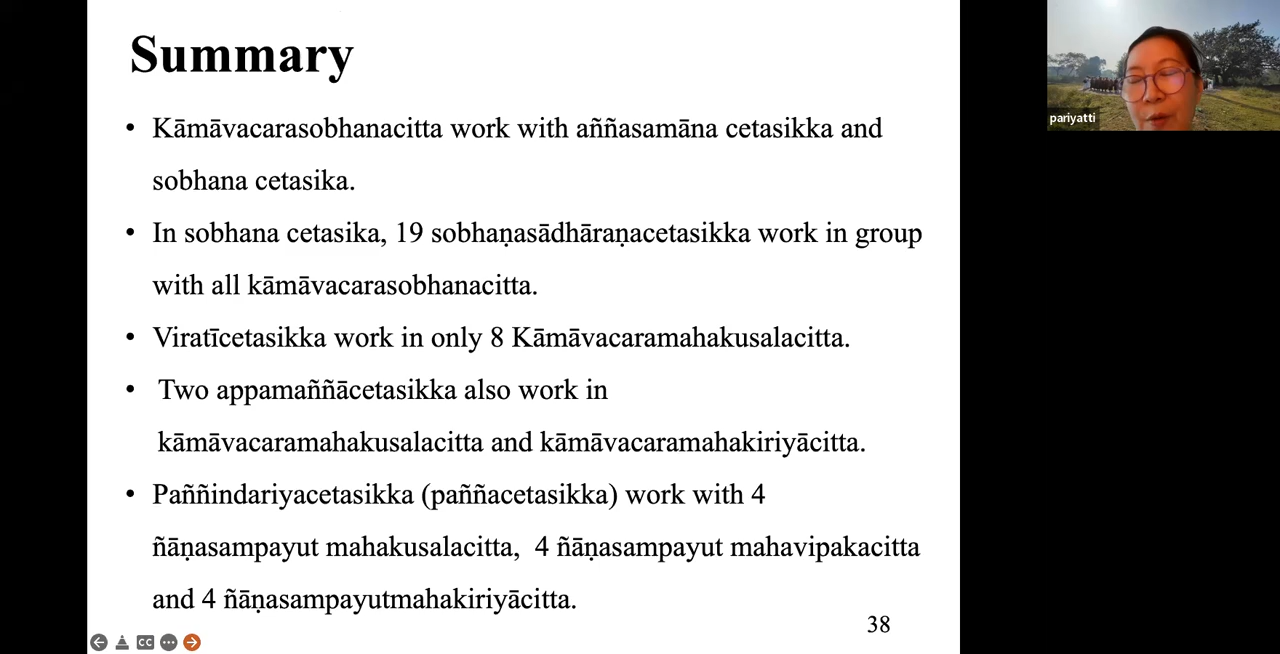 Summary
• Kāmāvacarasobhanacitta work with aññasamāna cetasikka and
sobhana cetasika.
• In sobhana cetasika, 19 sobhaṇasādhāraṇacetasikka work in group
with all kāmāvacarasobhanacitta.
• Viratīcetasikka work in only 8 Kāmāvacaramahakusalacitta.
• Two appamaññācetasikka also work in
kāmāvacaramahakusalacitta and kāmāvacaramahakiriyācitta.
• Paññindariyacetasikka (paññacetasikka) work with 4
ñāṇasampayut mahakusalacitta, 4 ñāṇasampayut mahavipakacitta
and 4 ñāṇasampayutmahakiriyācitta.
38
CC
pariyatti